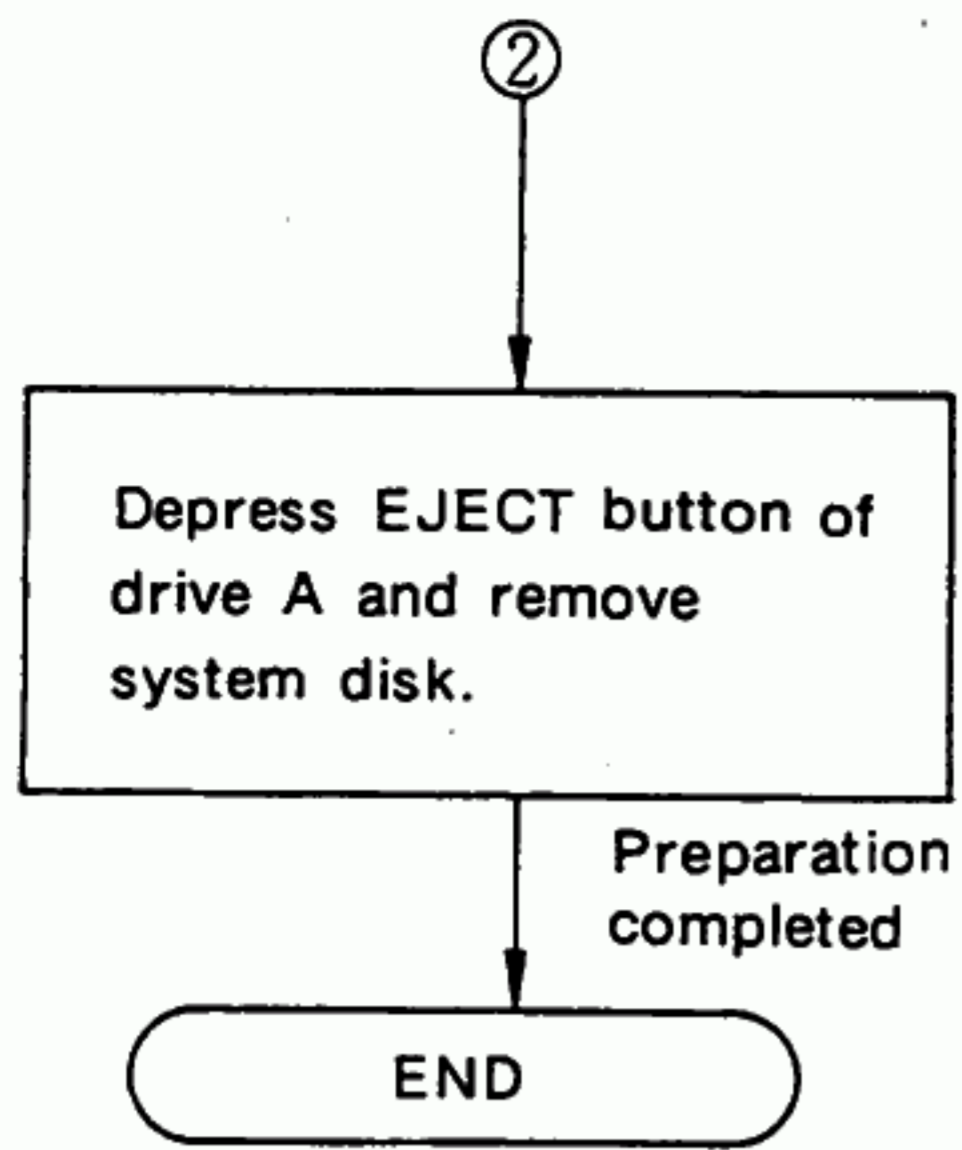 ②
Depress EJECT button of
drive A and remove
system disk.
Preparation
completed
END